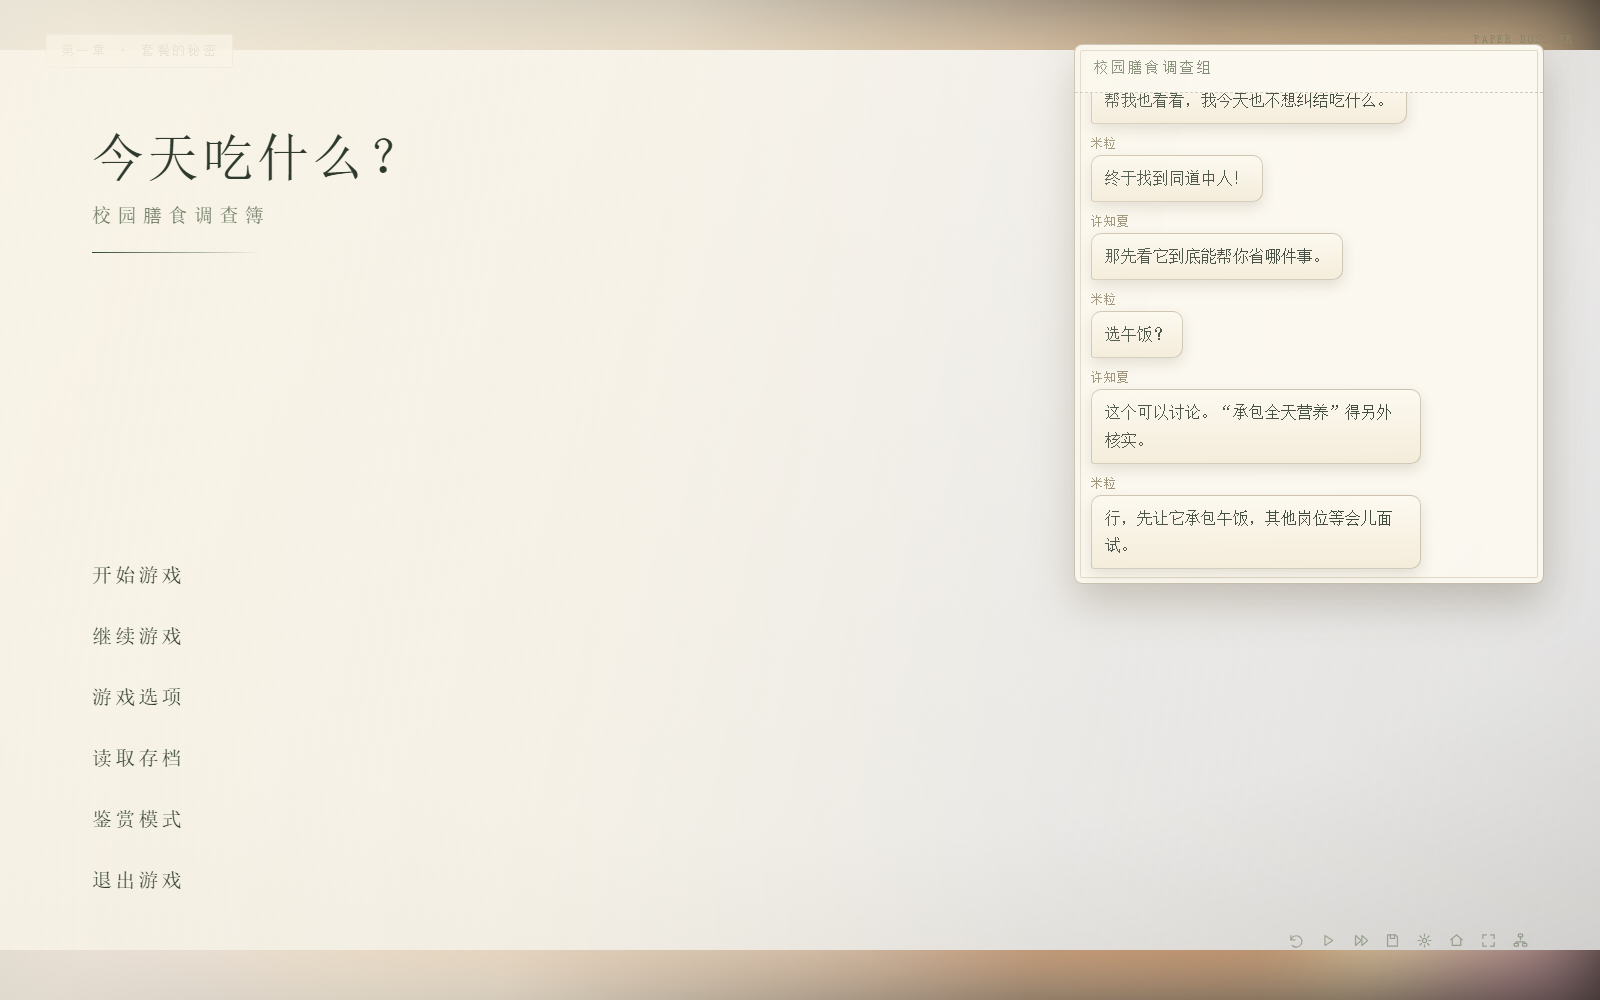 第一章 · 套餐的秘密
今天吃什么？
校园膳食调查簿
开始游戏
继续游戏
游戏选项
读取存档
鉴赏模式
退出游戏
校园膳食调查组
帮我也看看，我今天也不想纠结吃什么。
米粒
终于找到同道中人！
许知夏
那先看它到底能帮你省哪件事。
米粒
选午饭？
许知夏
这个可以讨论。“承包全天营养”得另外
核实。
米粒
行，先让它承包午饭，其他岗位等会儿面
试。